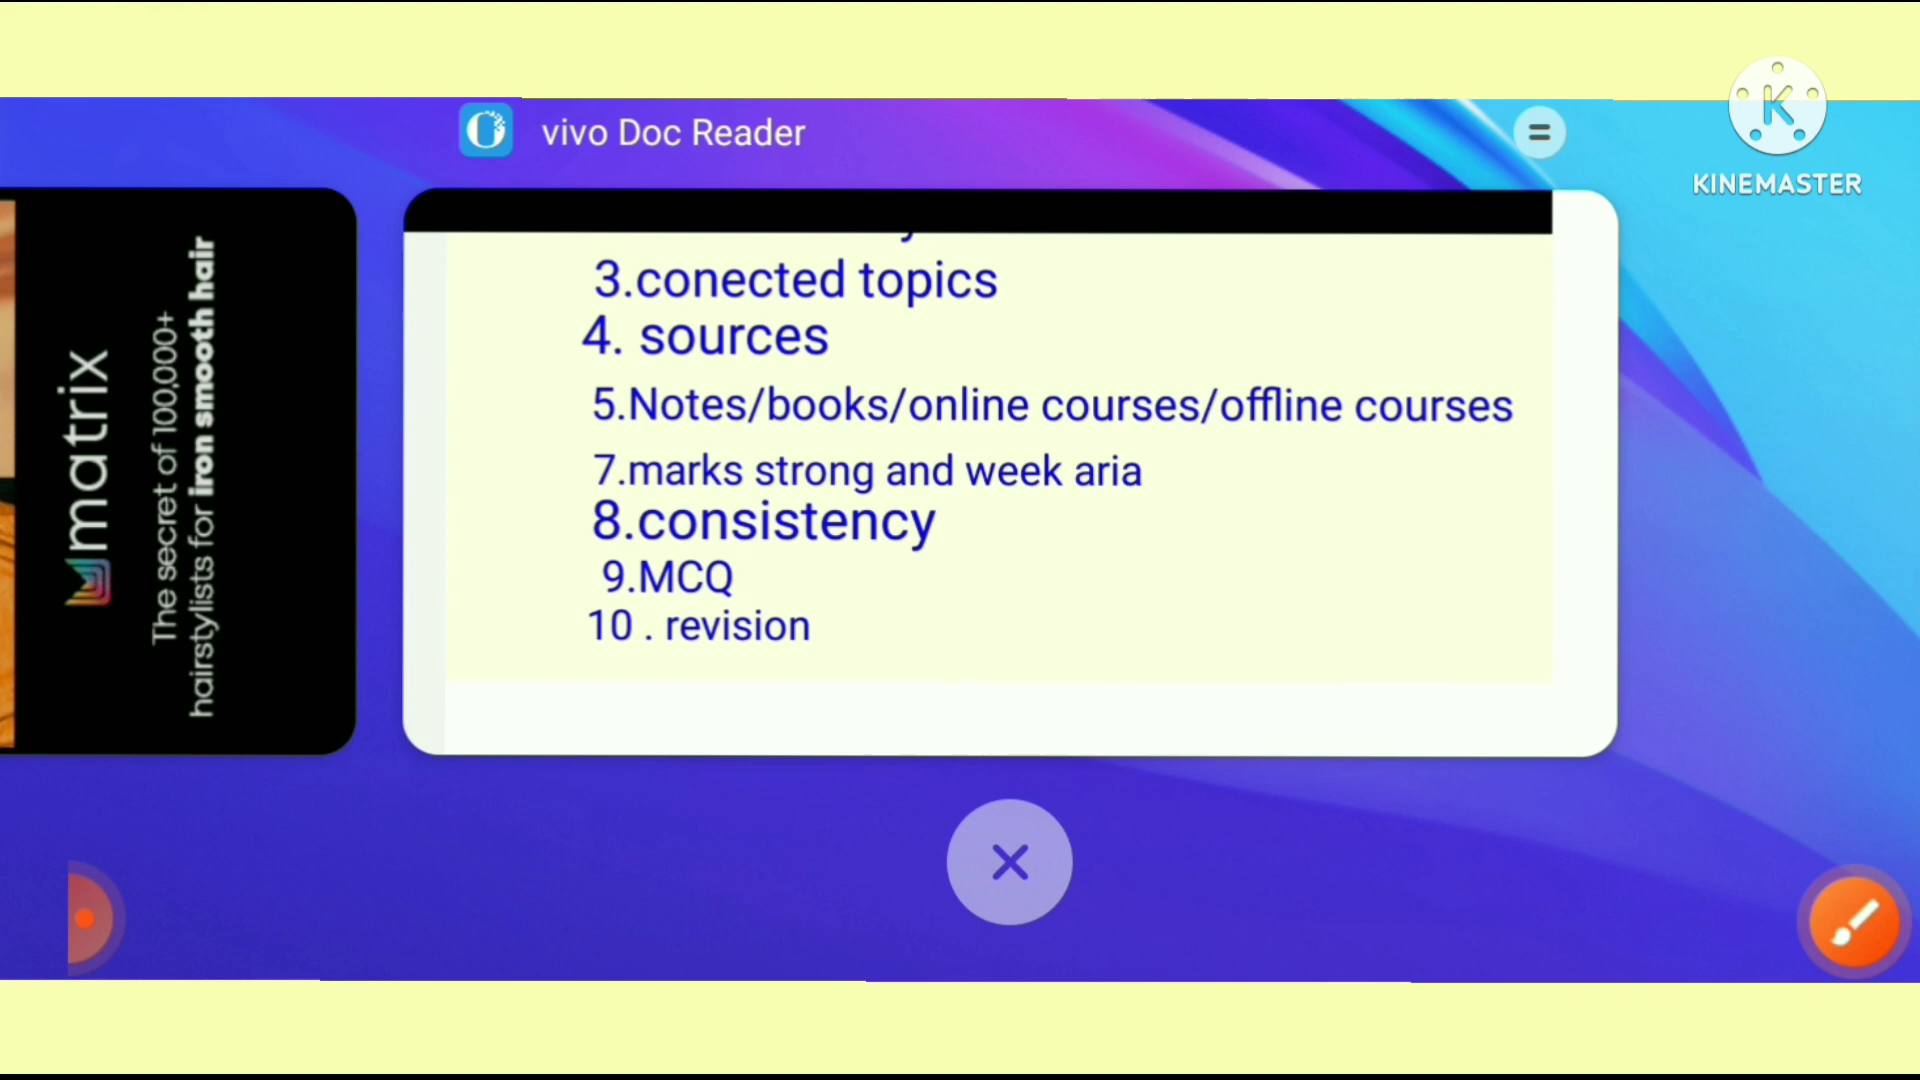 vivo Doc Reader
KINEMASTER
3.conected topics
4. sources
5.Notes/books/online courses/offline courses
7.marks strong and week aria
8.consistency
9.MCQ
10 . revision
matrix
The secret of 100,000+
hairstylists for iron smooth hair